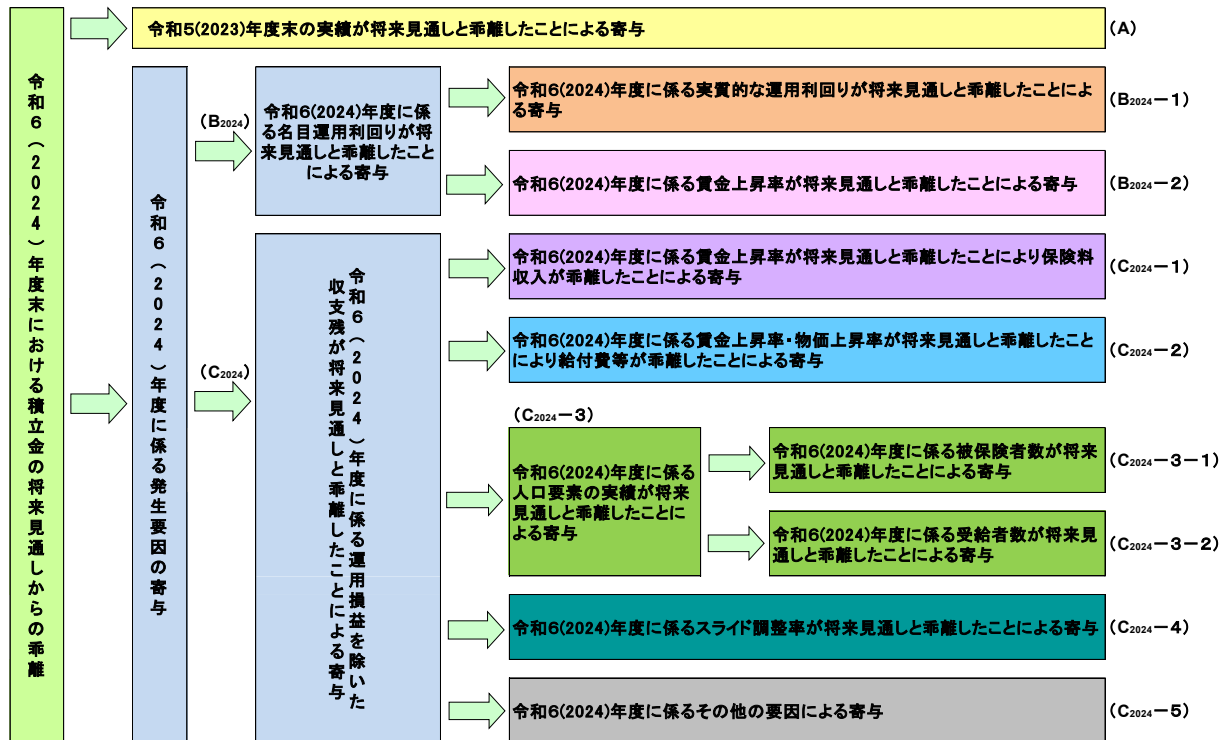 令和6(2024)年度末における積立金の将来見通しからの乖離
令和5(2023)年度末の実績が将来見通しと乖離したことによる寄与
(A)
令和6(2024)年度に係る発生要因の寄与
(B2024)
令和6(2024)年度に係
る名目運用利回りが将
来見通しと乖離したこと
による寄与
令和6(2024)年度に係る実質的な運用利回りが将来見通しと乖離したことによ
る寄与
(B2024-1)
令和6(2024)年度に係る賃金上昇率が将来見通しと乖離したことによる寄与
(B2024-2)
(C2024)
令和6(2024)年度に係る運用損益を除いた
収支残が将来見通しと乖離したことによる寄与
令和6(2024)年度に係る賃金上昇率が将来見通しと乖離したことにより保険料
収入が乖離したことによる寄与
(C2024-1)
令和6(2024)年度に係る賃金上昇率・物価上昇率が将来見通しと乖離したこと
により給付費等が乖離したことによる寄与
(C2024-2)
(C2024-3)
令和6(2024)年度に係る
人口要素の実績が将来
見通しと乖離したことに
よる寄与
令和6(2024)年度に係る被保険者数が将来
見通しと乖離したことによる寄与
(C2024-3-1)
令和6(2024)年度に係る受給者数が将来見
通しと乖離したことによる寄与
(C2024-3-2)
令和6(2024)年度に係るスライド調整率が将来見通しと乖離したことによる寄与
(C2024-4)
令和6(2024)年度に係るその他の要因による寄与
(C2024-5)